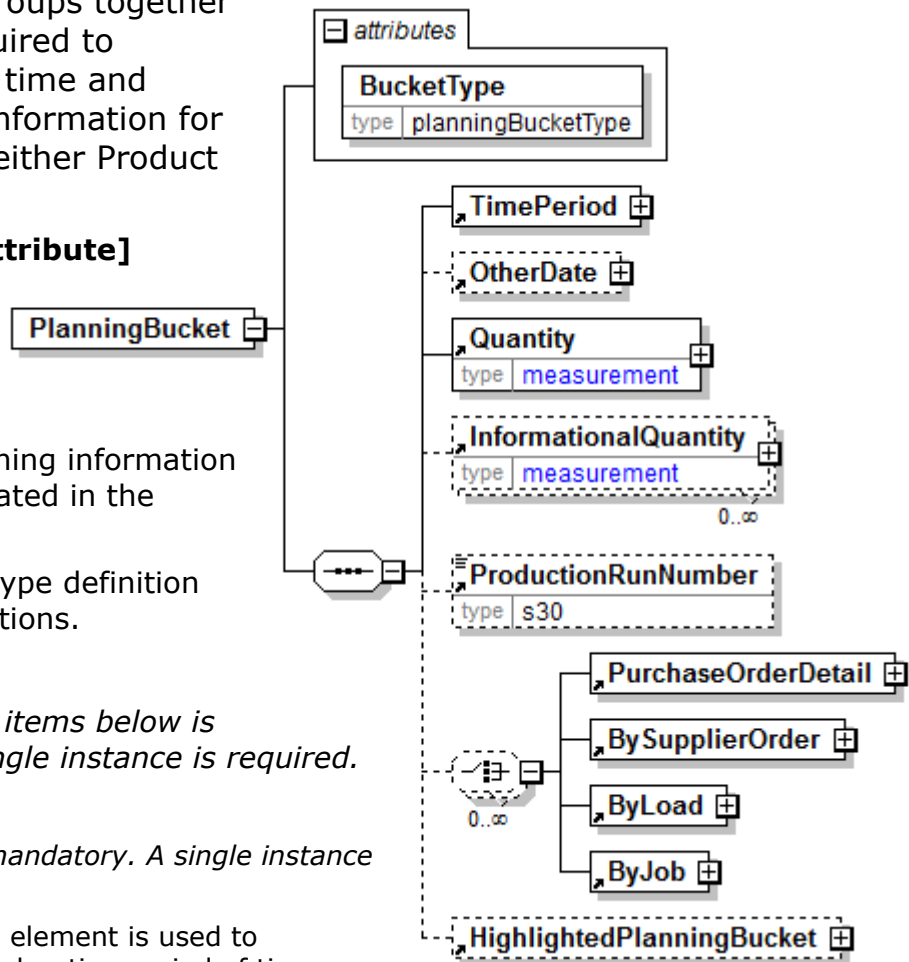 oups together
uired to
time and
nformation for
either Product
ttribute]
ning information
ated in the
ype definition
tions.
items below is
ngle instance is required.
mandatory. A single instance
element is used to
attributes
BucketType
type planningBucketType
PlanningBucket
TimePeriod
OtherDate
Quantity
type measurement
InformationalQuantity
type measurement
0..∞
ProductionRunNumber
type s30
0..∞
PurchaseOrderDetail
BySupplierOrder
ByLoad
ByJob
HighlightedPlanningBucket